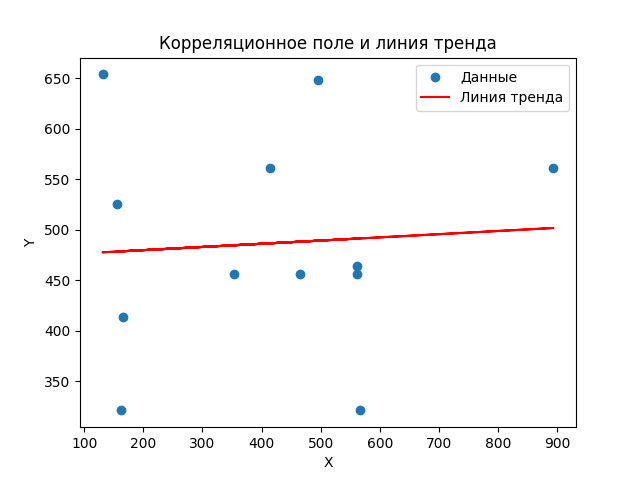 Корреляционное поле и линия тренда
Данные
Линия тренда
650
600
550
500
450
400
350
Y
100 200 300 400 500 600 700 800 900
X